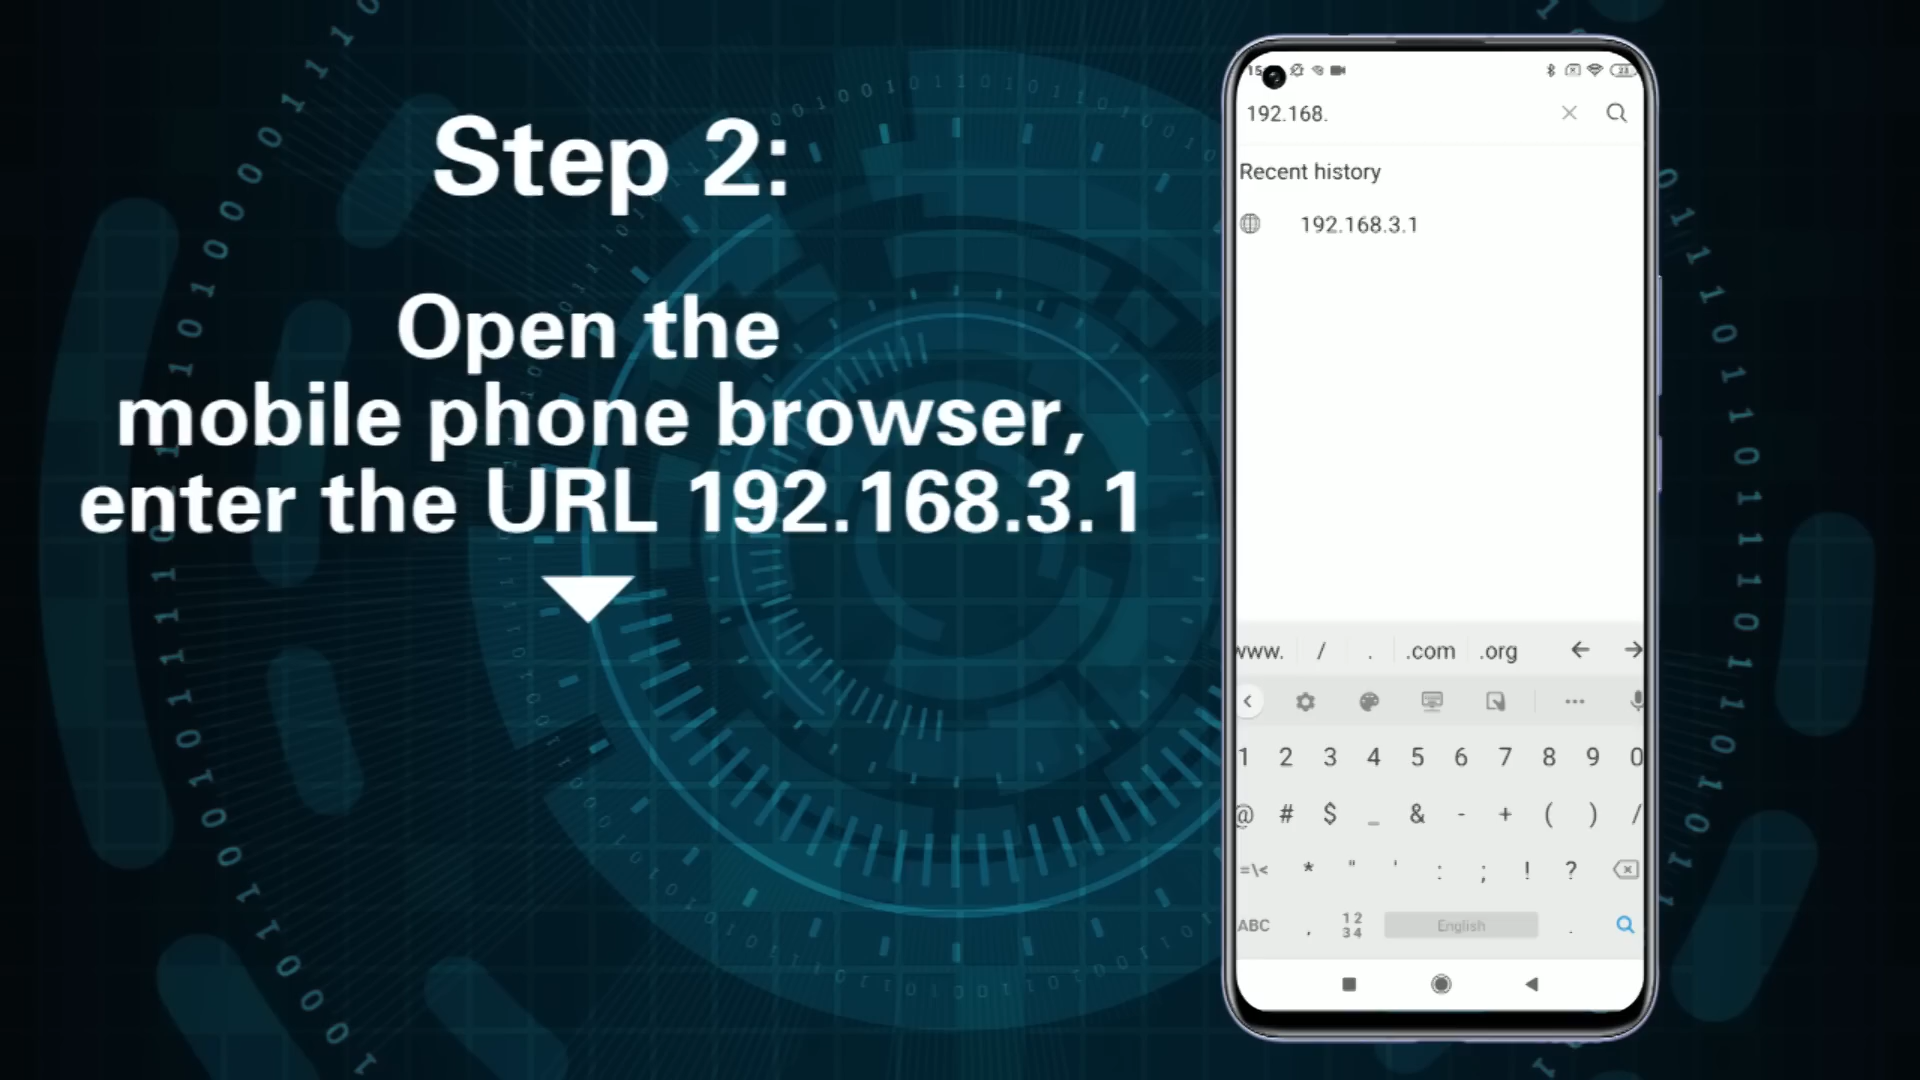 Step 2:
Open the
mobile phone browser,
enter the URL 192.168.3.1
192.168.
Recent history
192.168.3.1
www. / . .com .org
1 2 3 4 5 6 7 8 9 0
@ # $ _ & - + ( ) /
=\< * " ' : ; ! ?
ABC , 12 34 English .